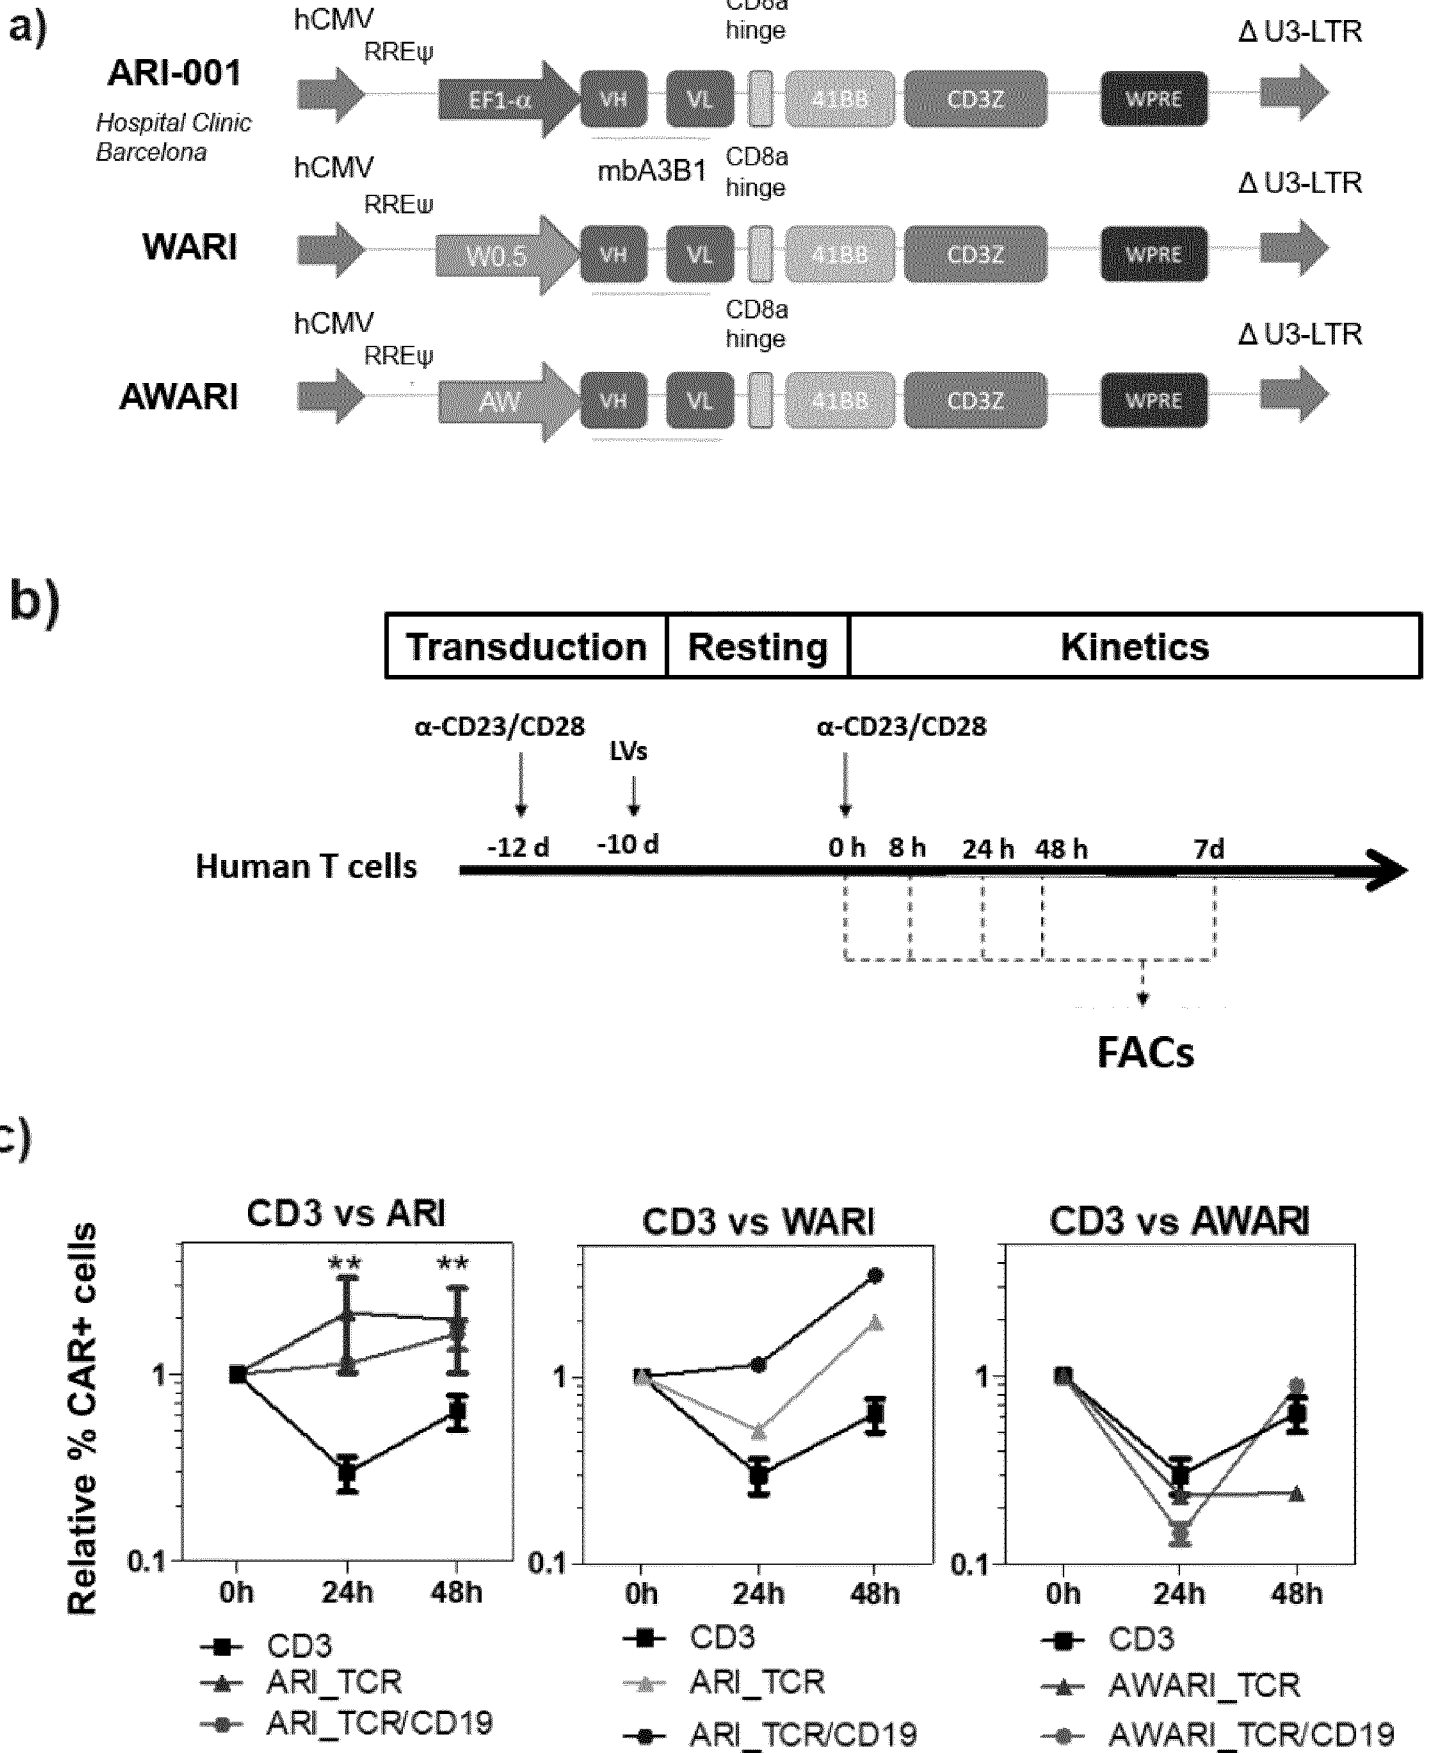 a)
hCMV
CD8a
hinge
RREψ
Δ U3-LTR
ARI-001
EF1-α
VH
VL
41BB
CD3Z
WPRE
Hospital Clinic
Barcelona
mbA3B1
hCMV
CD8a
hinge
RREψ
Δ U3-LTR
WARI
W0.5
VH
VL
41BB
CD3Z
WPRE
hCMV
CD8a
hinge
RREψ
Δ U3-LTR
AWARI
AW
VH
VL
41BB
CD3Z
WPRE
b)
Transduction
Resting
Kinetics
α-CD23/CD28
LVs
α-CD23/CD28
-12 d
-10 d
0 h
8 h
24 h
48 h
7d
Human T cells
FACs
c)
Relative % CAR+ cells
CD3 vs ARI
**
**
1
0.1
0h
24h
48h
CD3
ARI_TCR
ARI_TCR/CD19
CD3 vs WARI
1
0.1
0h
24h
48h
CD3
ARI_TCR
ARI_TCR/CD19
CD3 vs AWARI
1
0.1
0h
24h
48h
CD3
AWARI_TCR
AWARI_TCR/CD19